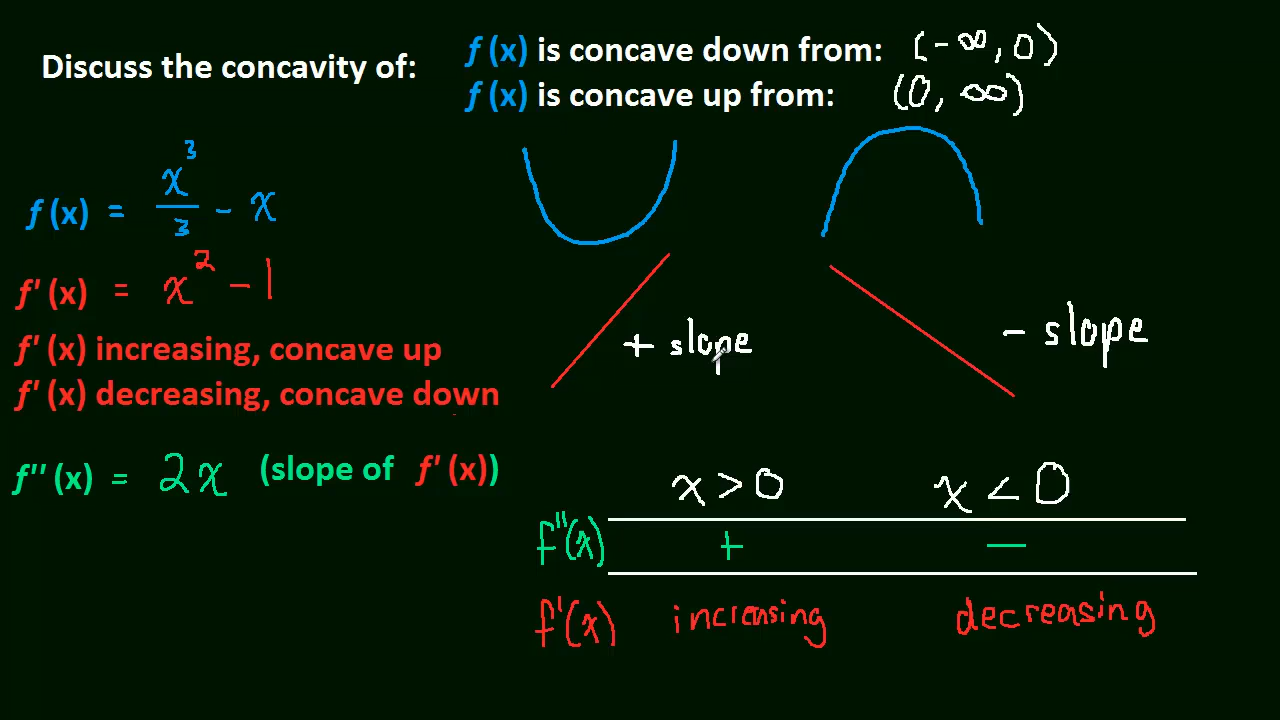 Discuss the concavity of:
f (x) is concave down from: (-∞, 0)
f (x) is concave up from: (0, ∞)
f (x) = x³/3 - x
f' (x) = x² - 1
f' (x) increasing, concave up
f' (x) decreasing, concave down
f'' (x) = 2x (slope of f' (x))
+ slope
- slope
x > 0 x < 0
f''(x) + −
f'(x) increasing decreasing